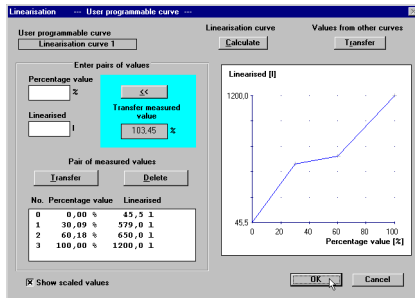 Linearisation --- User programmable curve ---
User programmable curve
Linearisation curve 1
Linearisation curve
Calculate
Values from other curves
Transfer
Enter pairs of values
Percentage value
%
<<
Linearised
l
Transfer measured
value
103,45 %
Pair of measured values
Transfer
Delete
No. Percentage value Linearised
0 0,00 % 45,5 l
1 30,09 % 579,0 l
2 60,18 % 650,0 l
3 100,00 % 1200,0 l
Show scaled values
Linearised [l]
1200,0
45,5
0 20 40 60 80 100
Percentage value [%]
OK
Cancel